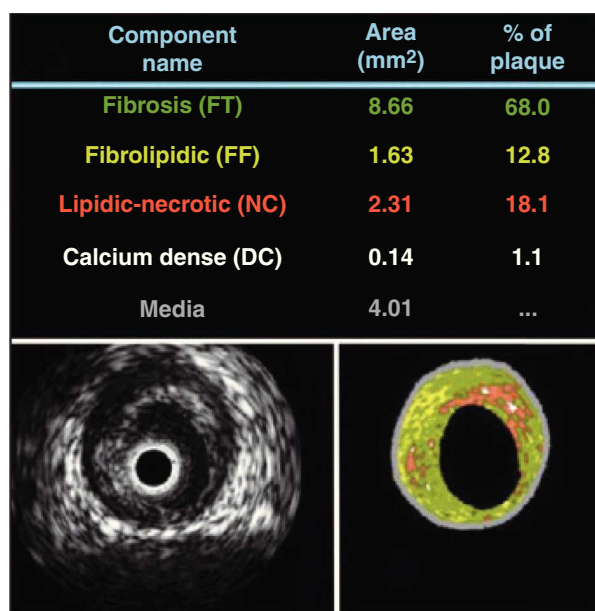 Component name Area (mm2) % of plaque
Fibrosis (FT) 8.66 68.0
Fibrolipidic (FF) 1.63 12.8
Lipidic-necrotic (NC) 2.31 18.1
Calcium dense (DC) 0.14 1.1
Media 4.01 ...